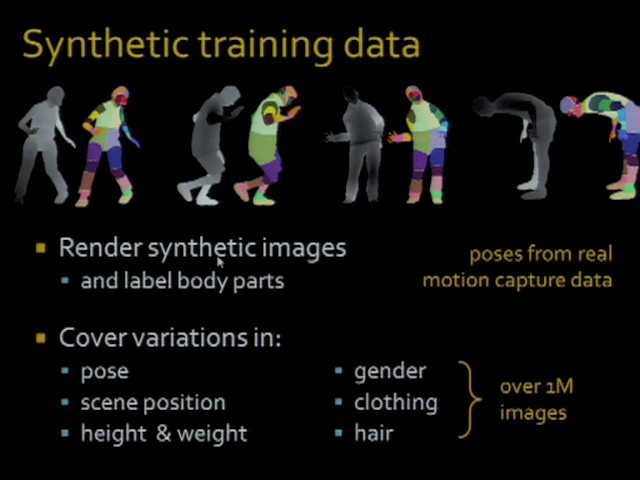 Synthetic training data
Render synthetic images
and label body parts
poses from real
motion capture data
Cover variations in:
pose
scene position
height & weight
gender
clothing
hair
over 1M
images